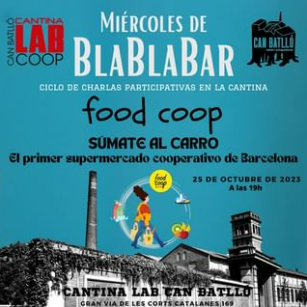 CAN BATLLÓ
CANTINA
LAB
COOP
MIÉRCOLES DE
BLABLABAR
CAN BATLLÓ
CICLO DE CHARLAS PARTICIPATIVAS EN LA CANTINA
food coop
SÚMATE AL CARRO
El primer supermercado cooperativo de Barcelona
25 DE OCTUBRE DE 2023
A las 19h
food
coop
CANTINA LAB CAN BATLLÓ
GRAN VIA DE LES CORTS CATALANES 169